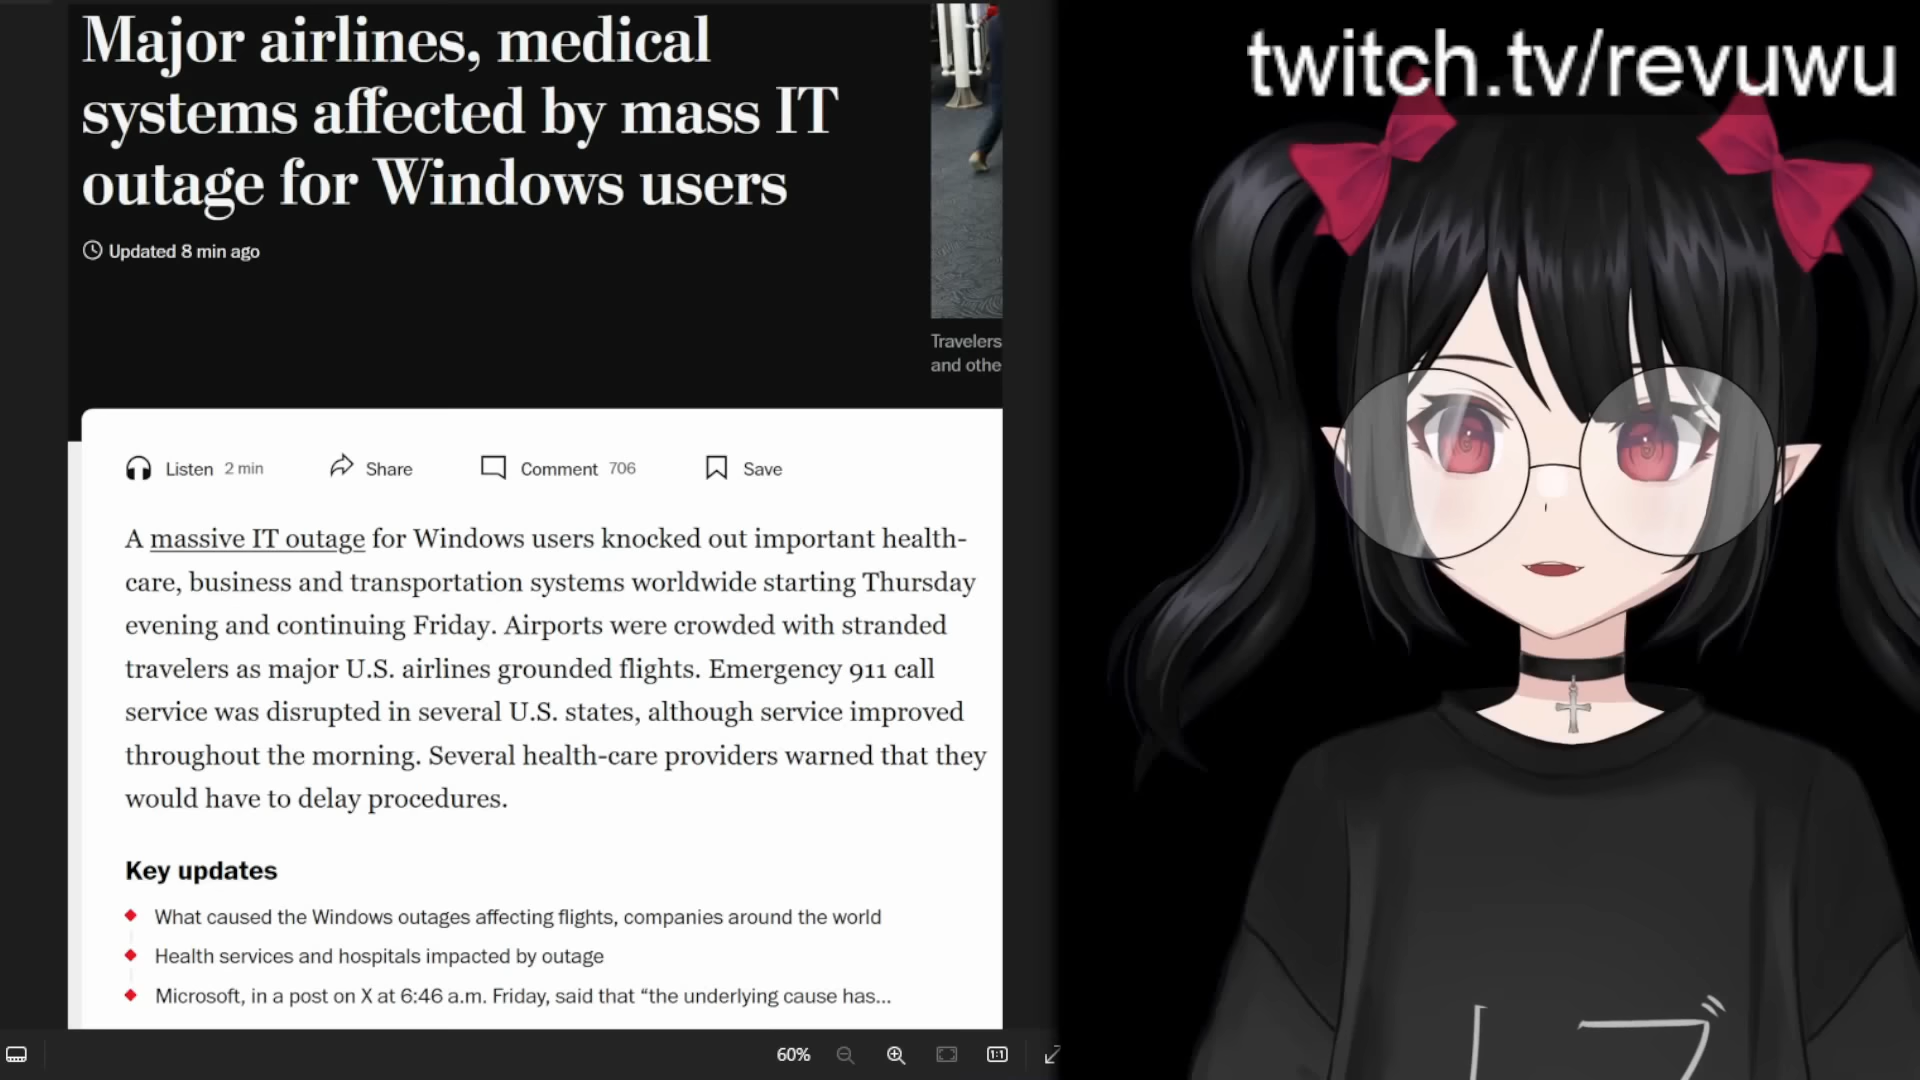 Major airlines, medical
systems affected by mass IT
outage for Windows users
Updated 8 min ago
Travelers
and othe
Listen 2 min
Share
Comment 706
Save
A massive IT outage for Windows users knocked out important health-
care, business and transportation systems worldwide starting Thursday
evening and continuing Friday. Airports were crowded with stranded
travelers as major U.S. airlines grounded flights. Emergency 911 call
service was disrupted in several U.S. states, although service improved
throughout the morning. Several health-care providers warned that they
would have to delay procedures.
Key updates
What caused the Windows outages affecting flights, companies around the world
Health services and hospitals impacted by outage
Microsoft, in a post on X at 6:46 a.m. Friday, said that “the underlying cause has...
60%
1:1
twitch.tv/revuwu